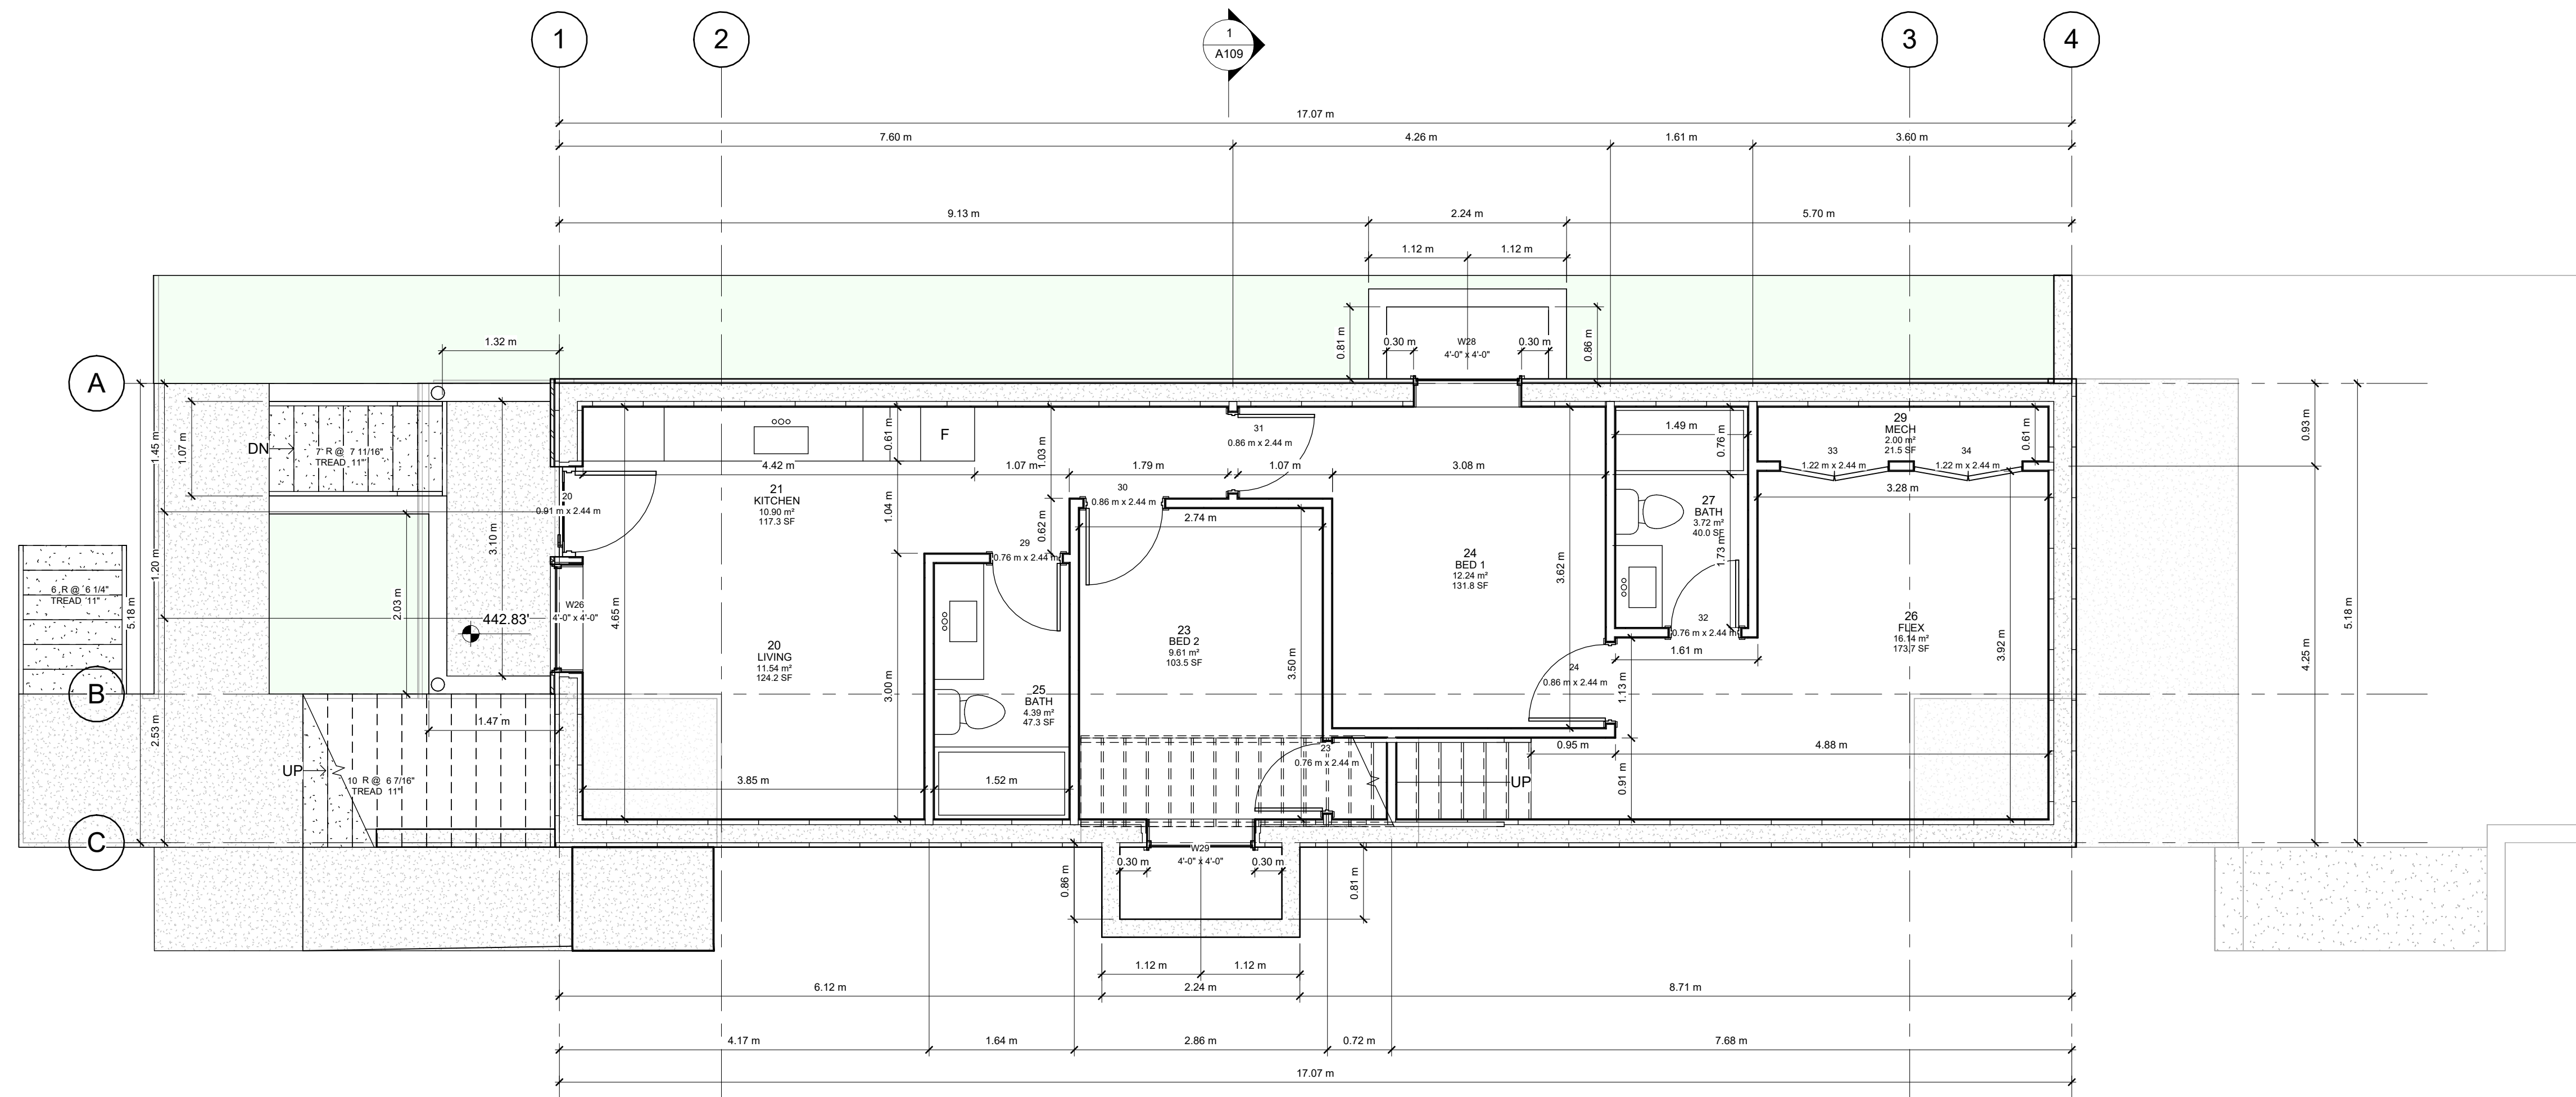 1
2
1
A109
3
4
17.07 m
7.60 m
4.26 m
1.61 m
3.60 m
9.13 m
2.24 m
5.70 m
1.12 m
1.12 m
1.32 m
0.81 m
0.30 m
W28
4'-0" x 4'-0"
0.30 m
0.86 m
A
1.45 m
1.07 m
DN
7 R @ 7 11/16"
TREAD 11"
3.10 m
20
0.91 m x 2.44 m
4.42 m
0.61 m
F
1.07 m
1.03 m
1.79 m
31
0.86 m x 2.44 m
1.07 m
3.08 m
1.49 m
0.76 m
29
MECH
2.00 m²
21.5 SF
0.61 m
0.93 m
33
1.22 m x 2.44 m
34
1.22 m x 2.44 m
3.28 m
21
KITCHEN
10.90 m²
117.3 SF
1.04 m
0.62 m
30
0.86 m x 2.44 m
2.74 m
29
0.76 m x 2.44 m
27
BATH
3.72 m²
40.0 SF
1.73 m
24
BED 1
12.24 m²
131.8 SF
3.62 m
1.20 m
6 R @ 6 1/4"
TREAD 11"
5.18 m
2.03 m
442.83'
W26
4'-0" x 4'-0"
4.65 m
20
LIVING
11.54 m²
124.2 SF
3.00 m
23
BED 2
9.61 m²
103.5 SF
3.50 m
32
0.76 m x 2.44 m
1.61 m
26
FLEX
16.14 m²
173.7 SF
3.92 m
4.25 m
5.18 m
24
0.86 m x 2.44 m
1.13 m
B
25
BATH
4.39 m²
47.3 SF
2.53 m
1.47 m
UP
10 R @ 6 7/16"
TREAD 11"
3.85 m
1.52 m
23
0.76 m x 2.44 m
UP
0.95 m
0.91 m
4.88 m
C
W29
4'-0" x 4'-0"
0.30 m
0.30 m
0.86 m
0.81 m
1.12 m
1.12 m
6.12 m
2.24 m
8.71 m
4.17 m
1.64 m
2.86 m
0.72 m
7.68 m
17.07 m